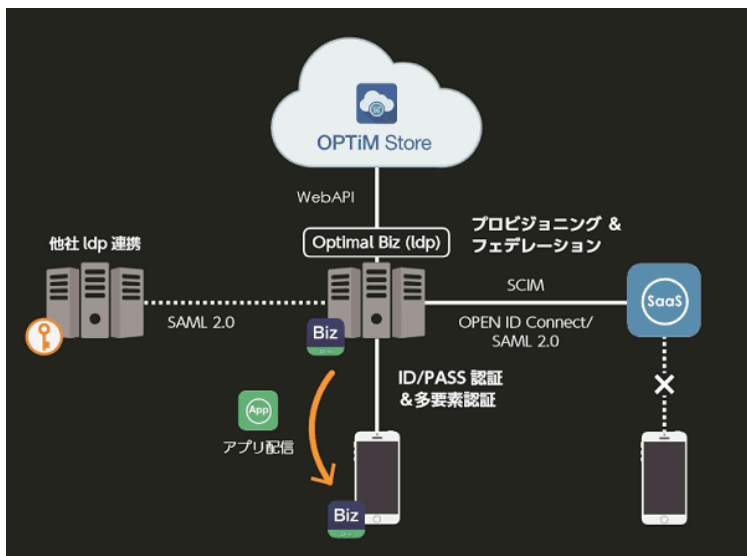 OPTiM Store
WebAPI
プロビジョニング &
フェデレーション
他社 ldp 連携
Optimal Biz (ldp)
SCIM
SaaS
SAML 2.0
OPEN ID Connect/
SAML 2.0
Biz
ID/PASS 認証
&多要素認証
App
アプリ配信
Biz